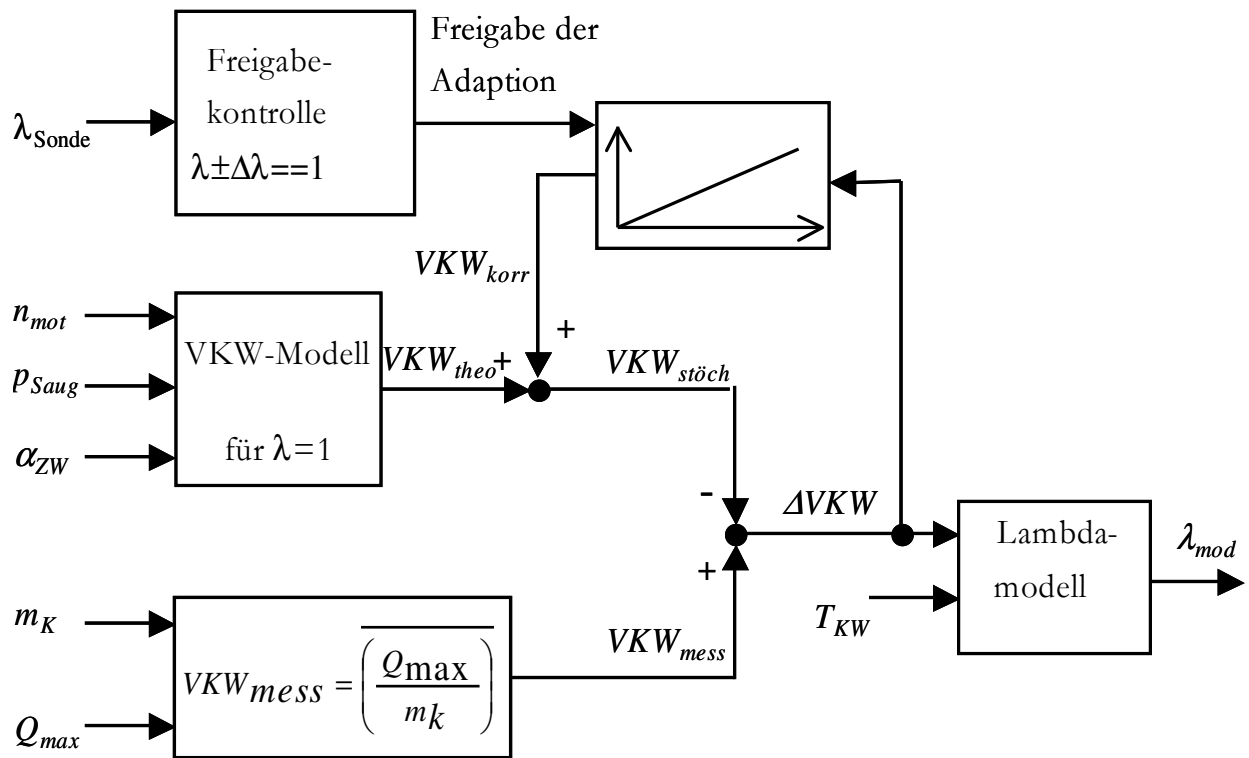 Freigabe der
Adaption
Freigabe-
kontrolle
λ±Δλ==1
λSonde
VKWkorr
+
nmot
pSaug
αZW
VKW-Modell
für λ=1
VKWtheo+
VKWstöch
-
ΔVKW
+
Lambda-
modell
λmod
TKW
mK
Qmax
VKWmess = (Qmax/mk)
VKWmess